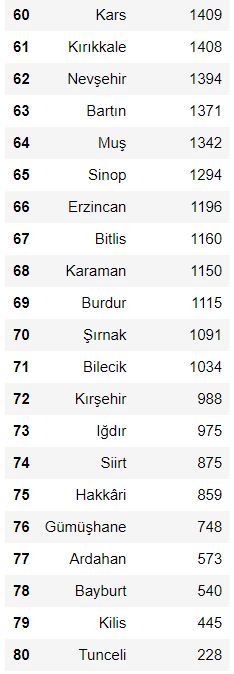 60 Kars 1409
61 Kırıkkale 1408
62 Nevşehir 1394
63 Bartın 1371
64 Muş 1342
65 Sinop 1294
66 Erzincan 1196
67 Bitlis 1160
68 Karaman 1150
69 Burdur 1115
70 Şırnak 1091
71 Bilecik 1034
72 Kırşehir 988
73 Iğdır 975
74 Siirt 875
75 Hakkâri 859
76 Gümüşhane 748
77 Ardahan 573
78 Bayburt 540
79 Kilis 445
80 Tunceli 228